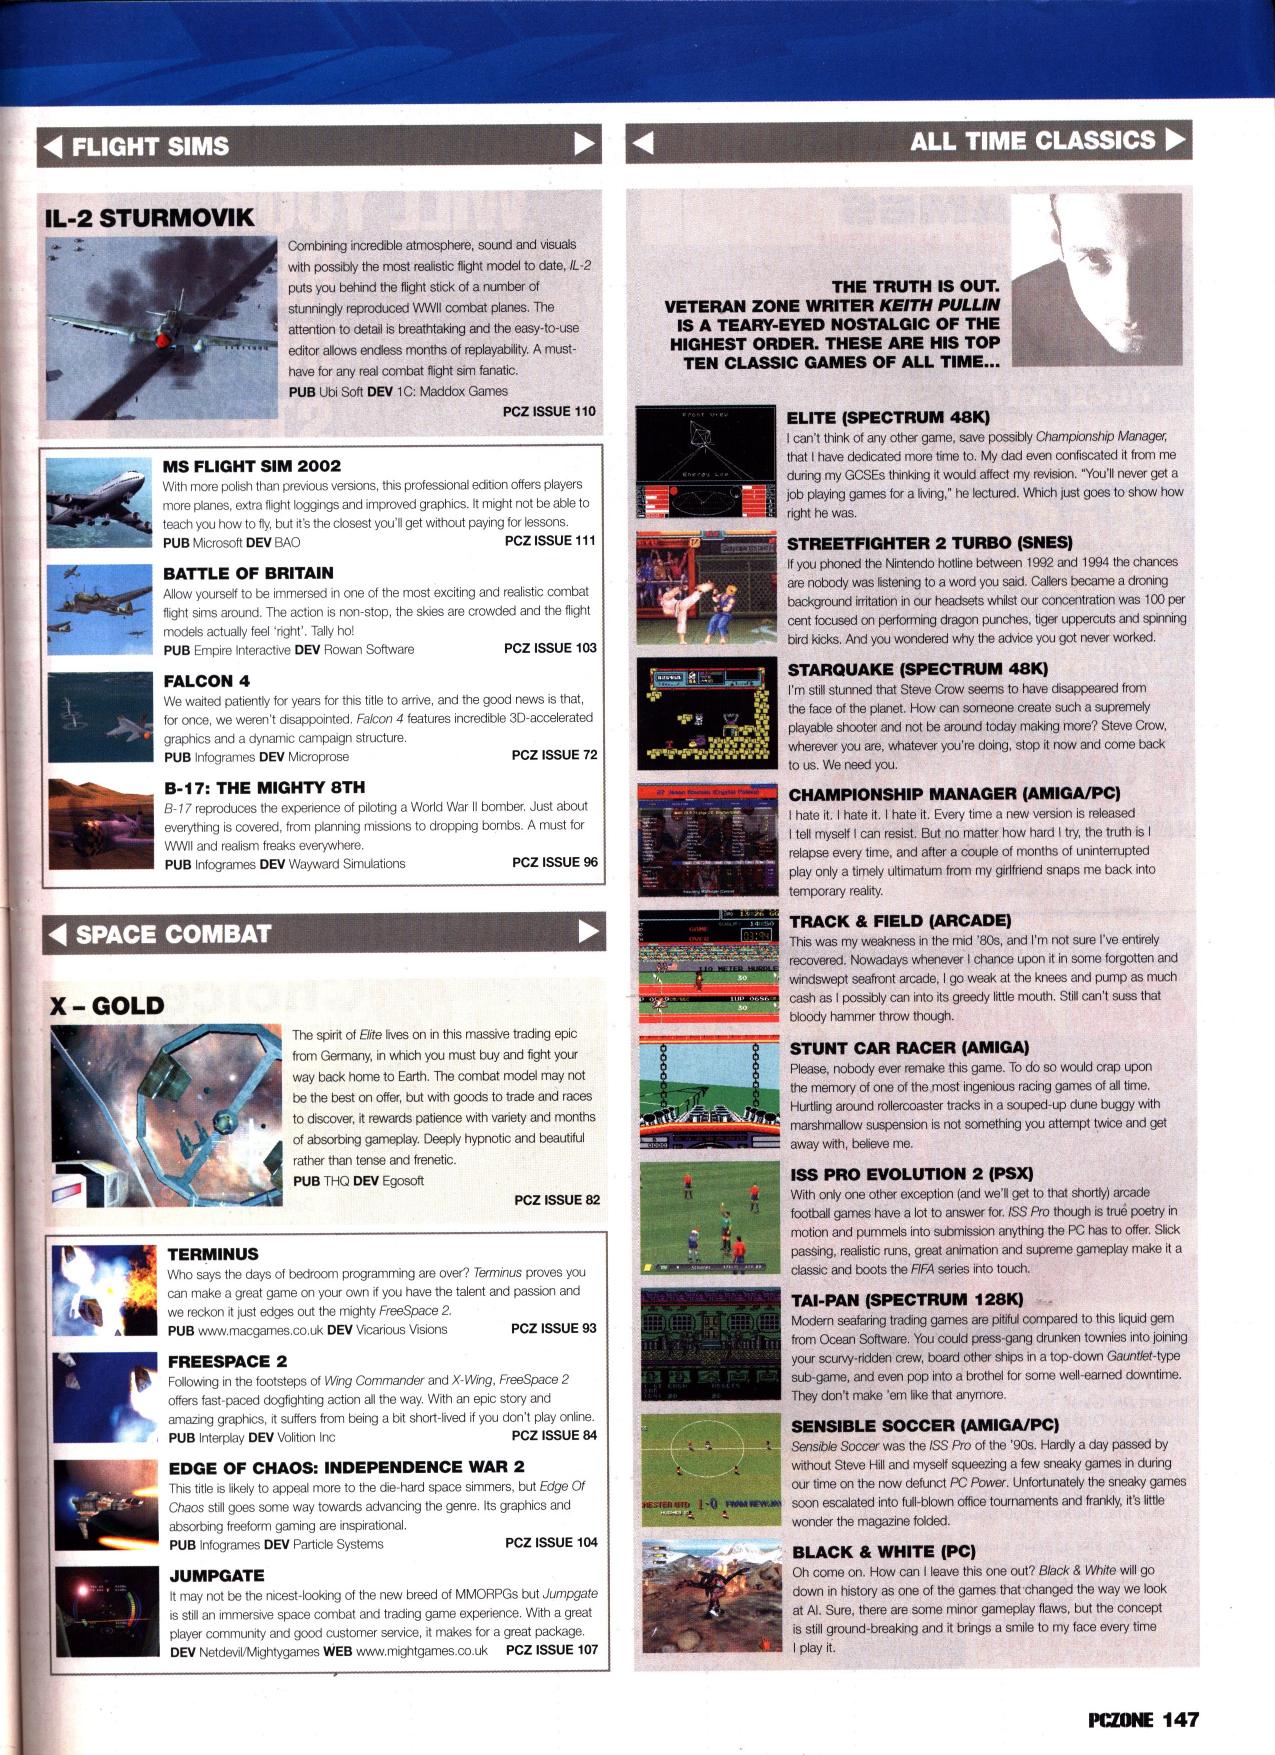 FLIGHT SIMS
IL-2 STURMOVIK
Combining incredible atmosphere, sound and visuals
with possibly the most realistic flight model to date, IL-2
puts you behind the flight stick of a number of
stunningly reproduced WWII combat planes. The
attention to detail is breathtaking and the easy-to-use
editor allows endless months of replayability. A must-
have for any real combat flight sim fanatic.
PUB Ubi Soft DEV 1C: Maddox Games
PCZ ISSUE 110
MS FLIGHT SIM 2002
With more polish than previous versions, this professional edition offers players
more planes, extra flight loggings and improved graphics. It might not be able to
teach you how to fly, but it's the closest you'll get without paying for lessons.
PUB Microsoft DEV BAO PCZ ISSUE 111
BATTLE OF BRITAIN
Allow yourself to be immersed in one of the most exciting and realistic combat
flight sims around. The action is non-stop, the skies are crowded and the flight
models actually feel 'right'. Tally ho!
PUB Empire Interactive DEV Rowan Software PCZ ISSUE 103
FALCON 4
We waited patiently for years for this title to arrive, and the good news is that,
for once, we weren't disappointed. Falcon 4 features incredible 3D-accelerated
graphics and a dynamic campaign structure.
PUB Infogrames DEV Microprose PCZ ISSUE 72
B-17: THE MIGHTY 8TH
B-17 reproduces the experience of piloting a World War II bomber. Just about
everything is covered, from planning missions to dropping bombs. A must for
WWII and realism freaks everywhere.
PUB Infogrames DEV Wayward Simulations PCZ ISSUE 96
SPACE COMBAT
X – GOLD
The spirit of Elite lives on in this massive trading epic
from Germany, in which you must buy and fight your
way back home to Earth. The combat model may not
be the best on offer, but with goods to trade and races
to discover, it rewards patience with variety and months
of absorbing gameplay. Deeply hypnotic and beautiful
rather than tense and frenetic.
PUB THQ DEV Egosoft
PCZ ISSUE 82
TERMINUS
Who says the days of bedroom programming are over? Terminus proves you
can make a great game on your own if you have the talent and passion and
we reckon it just edges out the mighty FreeSpace 2.
PUB www.macgames.co.uk DEV Vicarious Visions PCZ ISSUE 93
FREESPACE 2
Following in the footsteps of Wing Commander and X-Wing, FreeSpace 2
offers fast-paced dogfighting action all the way. With an epic story and
amazing graphics, it suffers from being a bit short-lived if you don't play online.
PUB Interplay DEV Volition Inc PCZ ISSUE 84
EDGE OF CHAOS: INDEPENDENCE WAR 2
This title is likely to appeal more to the die-hard space simmers, but Edge Of
Chaos still goes some way towards advancing the genre. Its graphics and
absorbing freeform gaming are inspirational.
PUB Infogrames DEV Particle Systems PCZ ISSUE 104
JUMPGATE
It may not be the nicest-looking of the new breed of MMORPGs but Jumpgate
is still an immersive space combat and trading game experience. With a great
player community and good customer service, it makes for a great package.
DEV Netdevil/Mightygames WEB www.mightgames.co.uk PCZ ISSUE 107
ALL TIME CLASSICS
THE TRUTH IS OUT.
VETERAN ZONE WRITER KEITH PULLIN
IS A TEARY-EYED NOSTALGIC OF THE
HIGHEST ORDER. THESE ARE HIS TOP
TEN CLASSIC GAMES OF ALL TIME...
ELITE (SPECTRUM 48K)
I can't think of any other game, save possibly Championship Manager,
that I have dedicated more time to. My dad even confiscated it from me
during my GCSEs thinking it would affect my revision. "You'll never get a
job playing games for a living," he lectured. Which just goes to show how
right he was.
STREETFIGHTER 2 TURBO (SNES)
If you phoned the Nintendo hotline between 1992 and 1994 the chances
are nobody was listening to a word you said. Callers became a droning
background irritation in our headsets whilst our concentration was 100 per
cent focused on performing dragon punches, tiger uppercuts and spinning
bird kicks. And you wondered why the advice you got never worked.
STARQUAKE (SPECTRUM 48K)
I'm still stunned that Steve Crow seems to have disappeared from
the face of the planet. How can someone create such a supremely
playable shooter and not be around today making more? Steve Crow,
wherever you are, whatever you're doing, stop it now and come back
to us. We need you.
CHAMPIONSHIP MANAGER (AMIGA/PC)
I hate it. I hate it. I hate it. Every time a new version is released
I tell myself I can resist. But no matter how hard I try, the truth is I
relapse every time, and after a couple of months of uninterrupted
play only a timely ultimatum from my girlfriend snaps me back into
temporary reality.
TRACK & FIELD (ARCADE)
This was my weakness in the mid '80s, and I'm not sure I've entirely
recovered. Nowadays whenever I chance upon it in some forgotten and
windswept seafront arcade, I go weak at the knees and pump as much
cash as I possibly can into its greedy little mouth. Still can't suss that
bloody hammer throw though.
STUNT CAR RACER (AMIGA)
Please, nobody ever remake this game. To do so would crap upon
the memory of one of the most ingenious racing games of all time.
Hurtling around rollercoaster tracks in a souped-up dune buggy with
marshmallow suspension is not something you attempt twice and get
away with, believe me.
ISS PRO EVOLUTION 2 (PSX)
With only one other exception (and we'll get to that shortly) arcade
football games have a lot to answer for. ISS Pro though is true poetry in
motion and pummels into submission anything the PC has to offer. Slick
passing, realistic runs, great animation and supreme gameplay make it a
classic and boots the FIFA series into touch.
TAI-PAN (SPECTRUM 128K)
Modern seafaring trading games are pitiful compared to this liquid gem
from Ocean Software. You could press-gang drunken townies into joining
your scurvy-ridden crew, board other ships in a top-down Gauntlet-type
sub-game, and even pop into a brothel for some well-earned downtime.
They don't make 'em like that anymore.
SENSIBLE SOCCER (AMIGA/PC)
Sensible Soccer was the ISS Pro of the '90s. Hardly a day passed by
without Steve Hill and myself squeezing a few sneaky games in during
our time on the now defunct PC Power. Unfortunately the sneaky games
soon escalated into full-blown office tournaments and frankly, it's little
wonder the magazine folded.
BLACK & WHITE (PC)
Oh come on. How can I leave this one out? Black & White will go
down in history as one of the games that changed the way we look
at AI. Sure, there are some minor gameplay flaws, but the concept
is still ground-breaking and it brings a smile to my face every time
I play it.
PCZONE 147